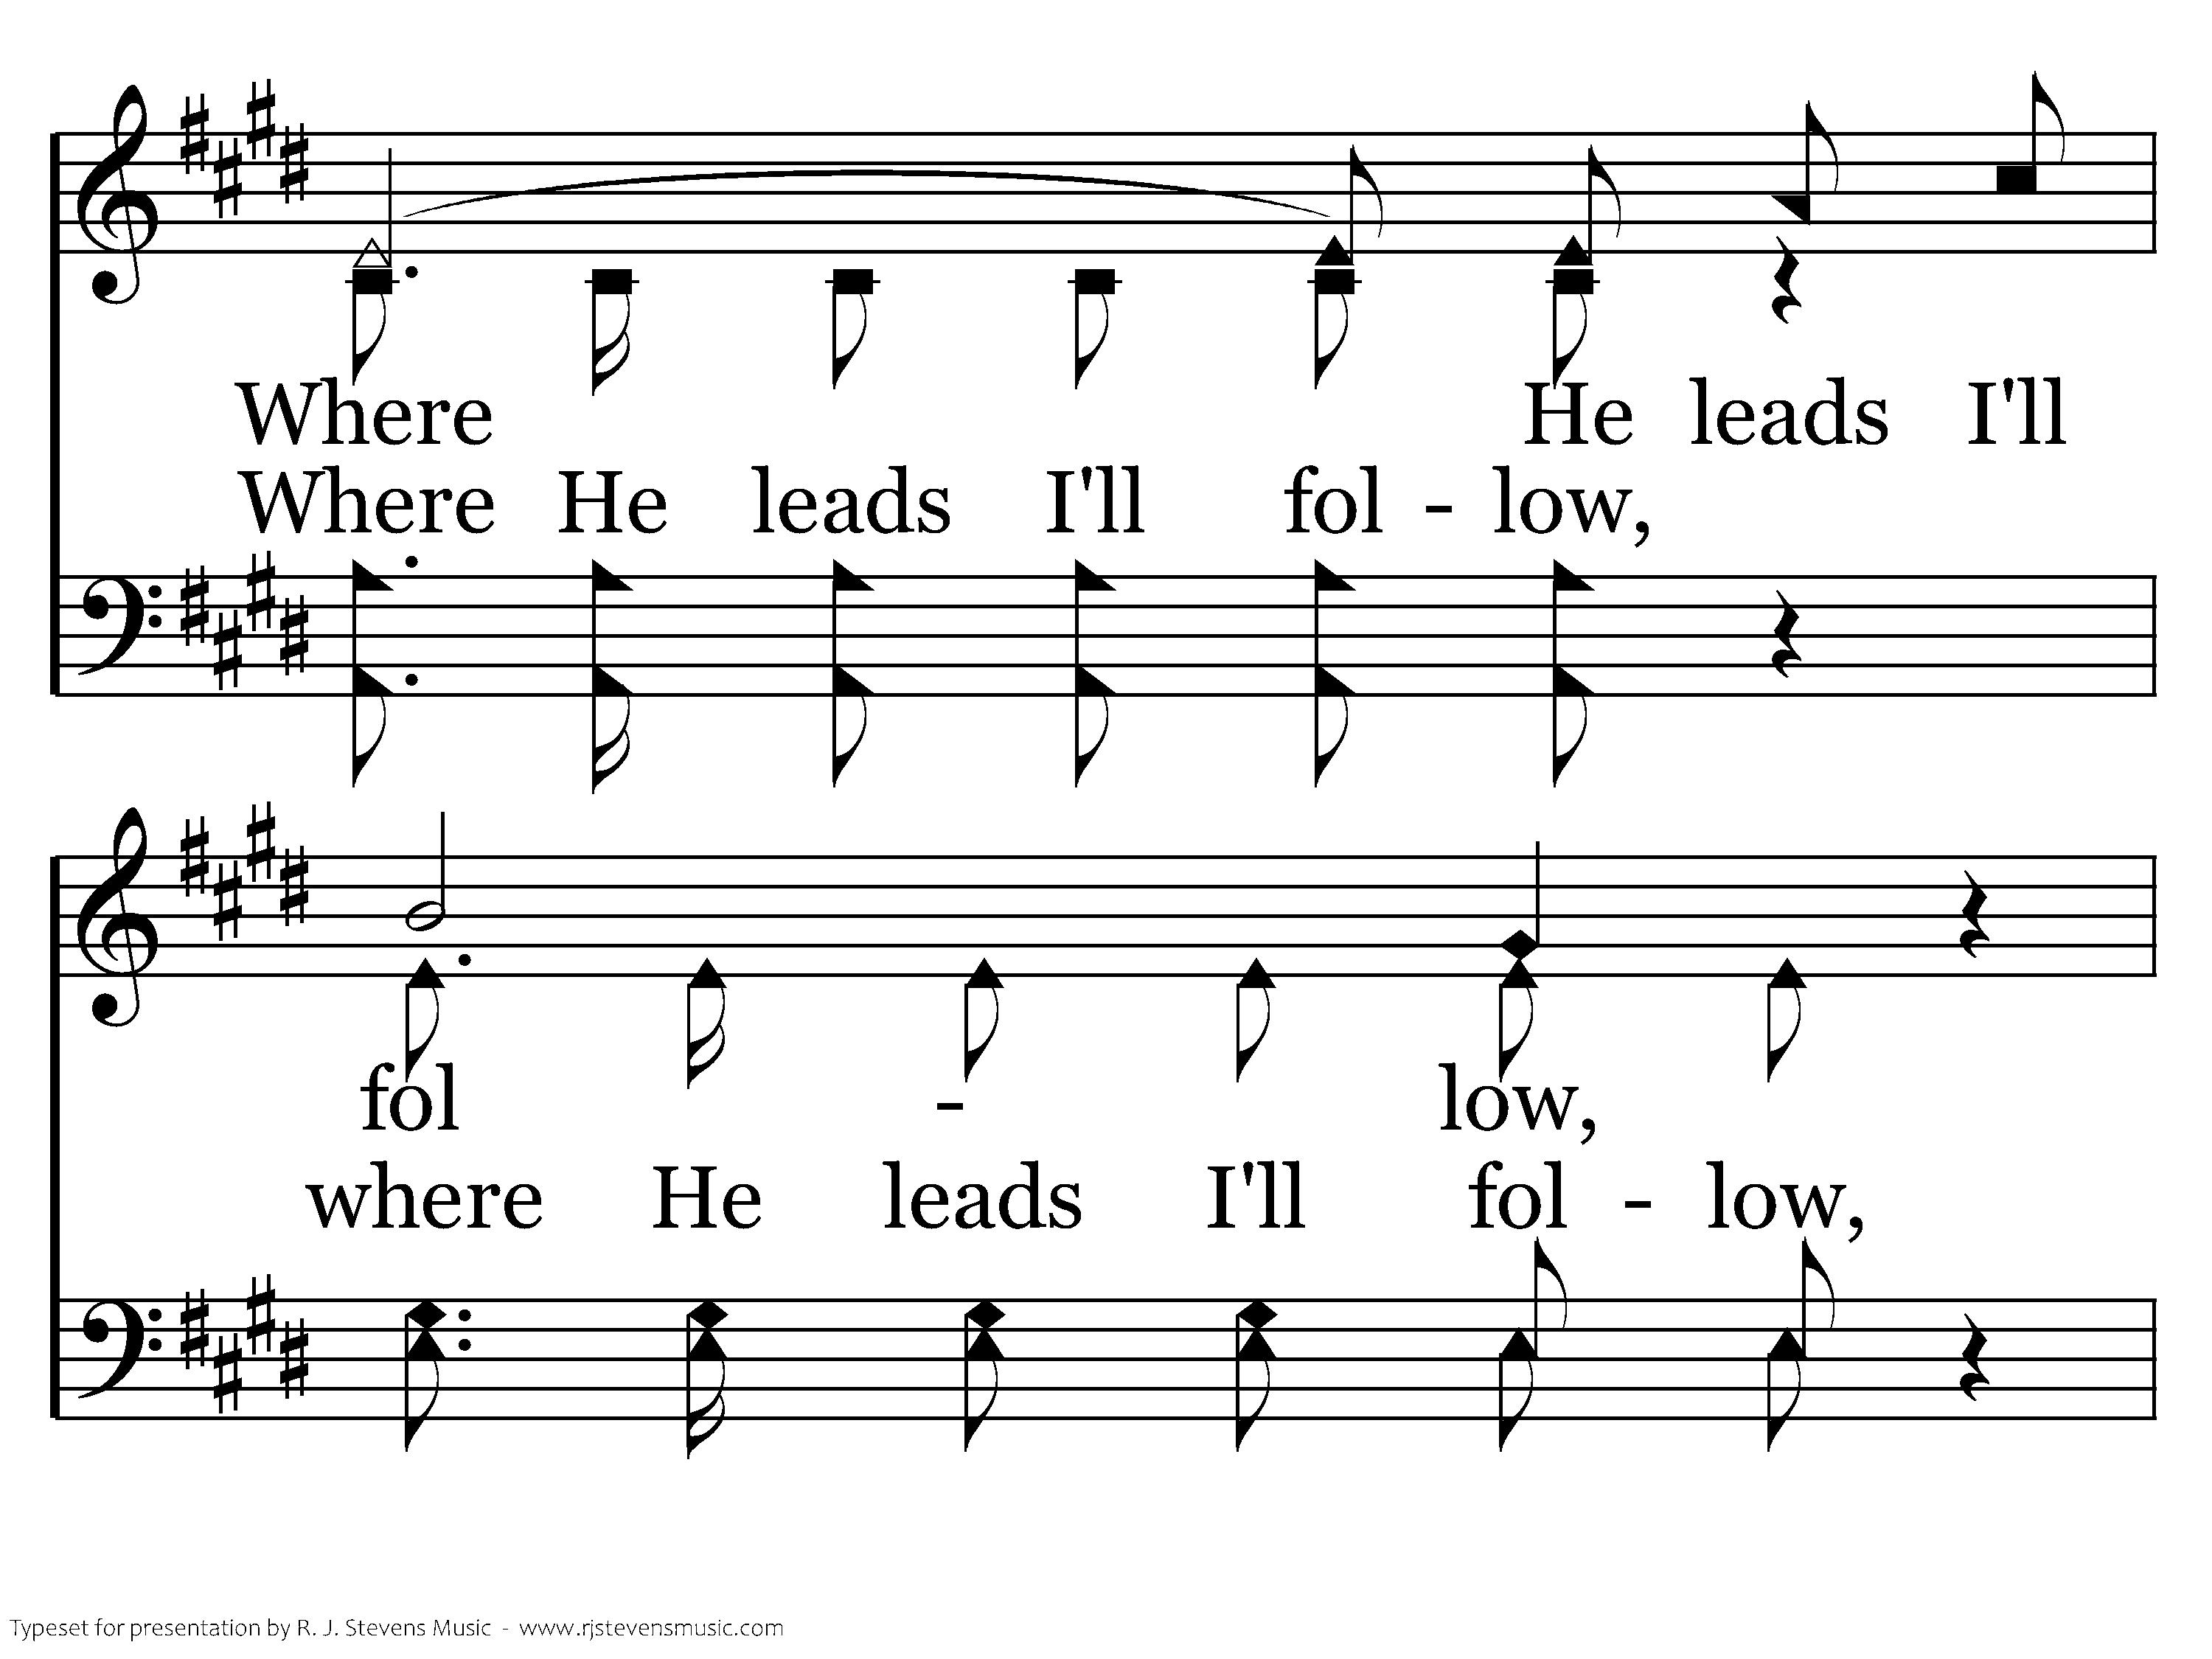 Where He leads I'll
Where He leads I'll fol - low,
fol - low,
where He leads I'll fol - low,
Typeset for presentation by R. J. Stevens Music - www.rjstevensmusic.com